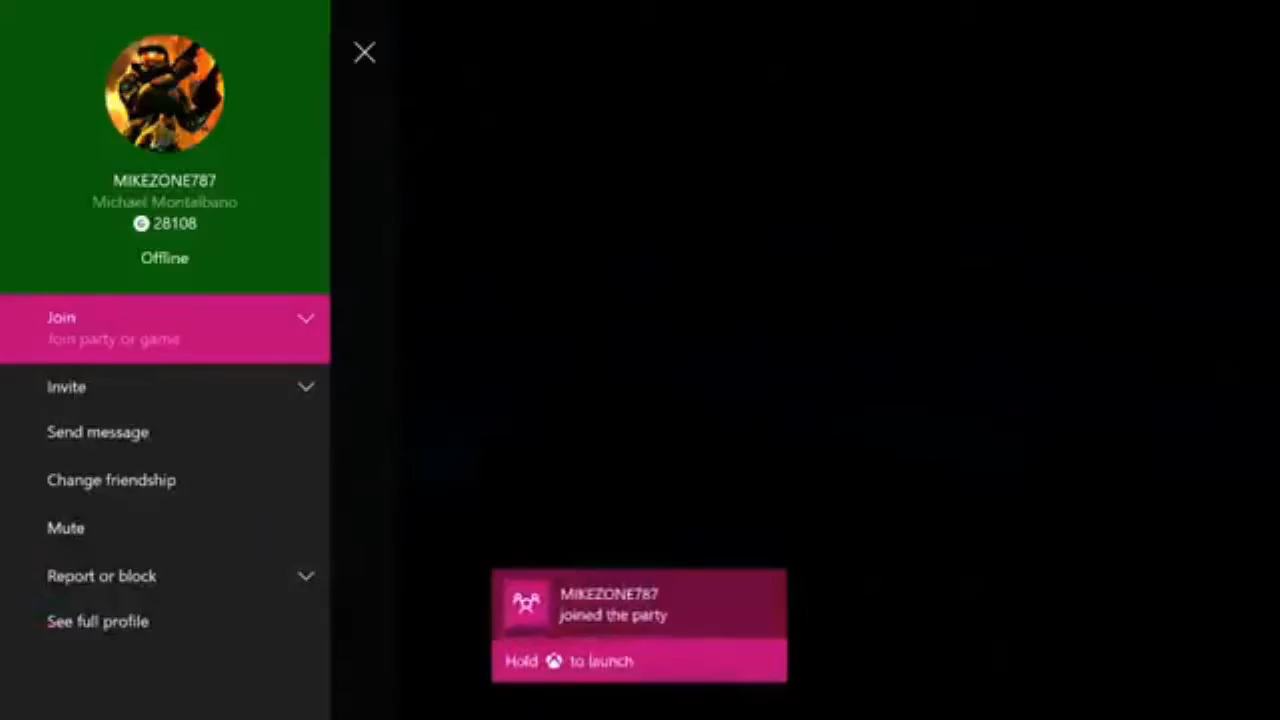 MIKEZONE787
Michael Montalbano
G 28108
Offline
Join
Join party or game
Invite
Send message
Change friendship
Mute
Report or block
See full profile
MIKEZONE787
joined the party
Hold to launch